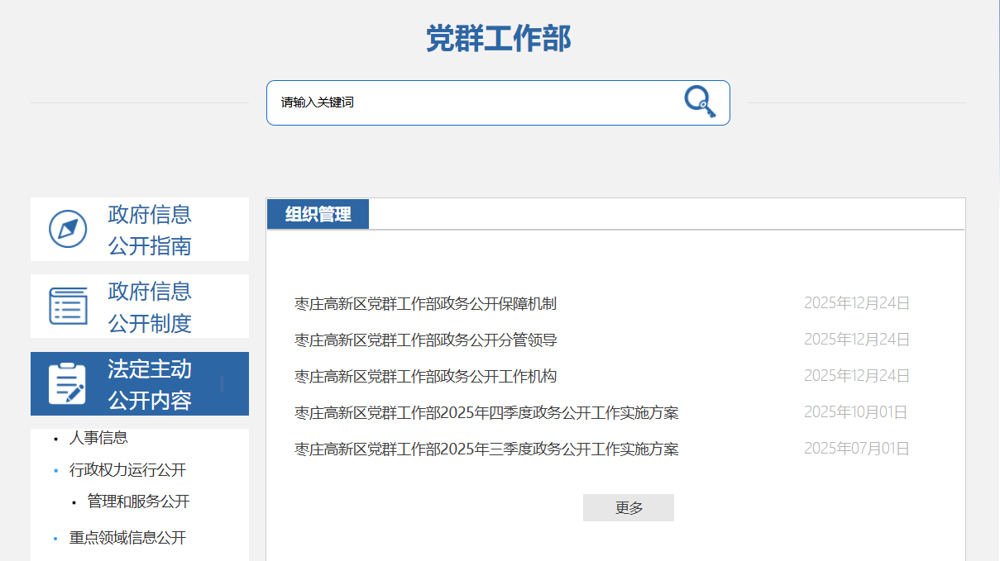 党群工作部
请输入关键词
政府信息
公开指南
政府信息
公开制度
法定主动
公开内容
人事信息
行政权力运行公开
管理和服务公开
重点领域信息公开
组织管理
枣庄高新区党群工作部政务公开保障机制 2025年12月24日
枣庄高新区党群工作部政务公开分管领导 2025年12月24日
枣庄高新区党群工作部政务公开工作机构 2025年12月24日
枣庄高新区党群工作部2025年四季度政务公开工作实施方案 2025年10月01日
枣庄高新区党群工作部2025年三季度政务公开工作实施方案 2025年07月01日
更多